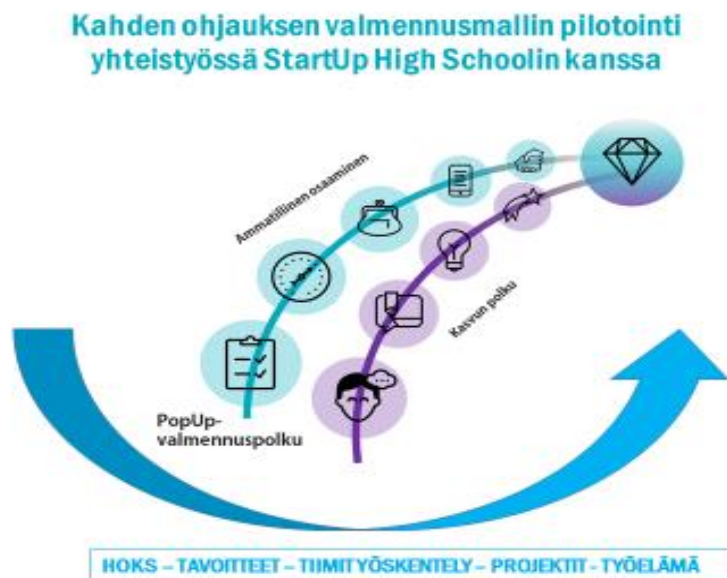 Kahden ohjauksen valmennusmallin pilotointi
yhteistyössä StartUp High Schoolin kanssa
Ammatillinen osaaminen
Kasvun polku
PopUp-
valmennuspolku
HOKS – TAVOITTEET – TIIMITYÖSKENTELY – PROJEKTIT - TYÖELÄMÄ